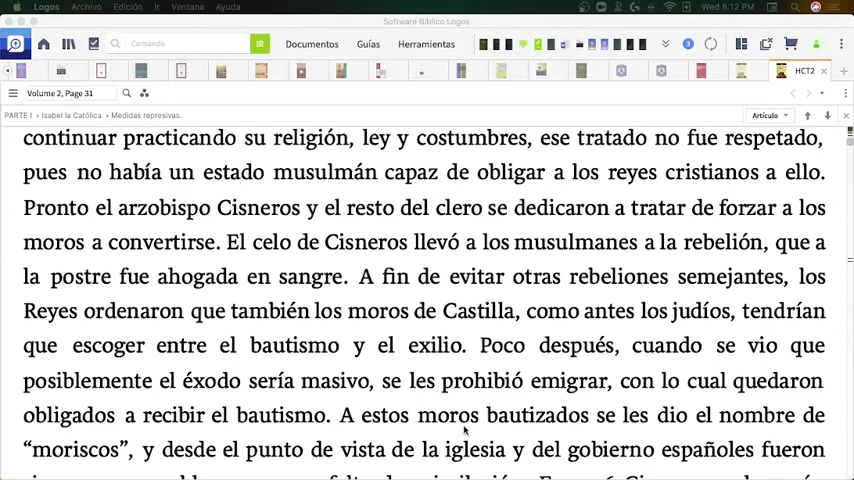 Logos Archivo Edición Ir Ventana Ayuda Wed 8:12 PM
Software Bíblico Logos
Comando IR Documentos Guías Herramientas 3
HCT2
Volume 2, Page 31
PARTE I › Isabel la Católica › Medidas represivas. Artículo
continuar practicando su religión, ley y costumbres, ese tratado no fue respetado,
pues no había un estado musulmán capaz de obligar a los reyes cristianos a ello.
Pronto el arzobispo Cisneros y el resto del clero se dedicaron a tratar de forzar a los
moros a convertirse. El celo de Cisneros llevó a los musulmanes a la rebelión, que a
la postre fue ahogada en sangre. A fin de evitar otras rebeliones semejantes, los
Reyes ordenaron que también los moros de Castilla, como antes los judíos, tendrían
que escoger entre el bautismo y el exilio. Poco después, cuando se vio que
posiblemente el éxodo sería masivo, se les prohibió emigrar, con lo cual quedaron
obligados a recibir el bautismo. A estos moros bautizados se les dio el nombre de
“moriscos”, y desde el punto de vista de la iglesia y del gobierno españoles fueron